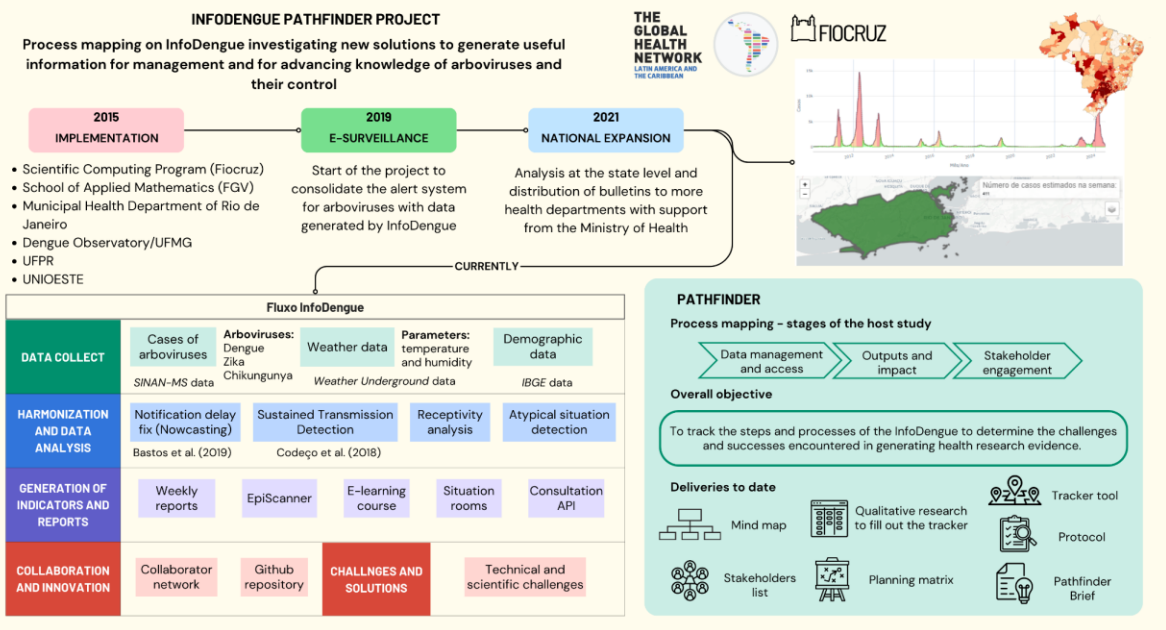 INFODENGUE PATHFINDER PROJECT
Process mapping on InfoDengue investigating new solutions to generate useful
information for management and for advancing knowledge of arboviruses and
their control
THE
GLOBAL
HEALTH
NETWORK
LATIN AMERICA AND
THE CARIBBEAN
FIOCRUZ
2015
IMPLEMENTATION
• Scientific Computing Program (Fiocruz)
• School of Applied Mathematics (FGV)
• Municipal Health Department of Rio de
Janeiro
• Dengue Observatory/UFMG
• UFPR
• UNIOESTE
2019
E-SURVEILLANCE
Start of the project to
consolidate the alert system
for arboviruses with data
generated by InfoDengue
2021
NATIONAL EXPANSION
Analysis at the state level and
distribution of bulletins to more
health departments with support
from the Ministry of Health
Número de casos estimados na semana:
CURRENTLY
Fluxo InfoDengue
DATA COLLECT
Cases of
arboviruses
SINAN-MS data
Arboviruses:
Dengue
Zika
Chikungunya
Weather data
Parameters:
temperature
and humidity
Weather Underground data
Demographic
data
IBGE data
HARMONIZATION
AND DATA
ANALYSIS
Notification delay
fix (Nowcasting)
Bastos et al. (2019)
Sustained Transmission
Detection
Codeço et al. (2018)
Receptivity
analysis
Atypical situation
detection
GENERATION OF
INDICATORS AND
REPORTS
Weekly
reports
EpiScanner
E-learning
course
Situation
rooms
Consultation
API
COLLABORATION
AND INNOVATION
Collaborator
network
Github
repository
CHALLNGES AND
SOLUTIONS
Technical and
scientific challenges
PATHFINDER
Process mapping - stages of the host study
Data management
and access
Outputs and
impact
Stakeholder
engagement
Overall objective
To track the steps and processes of the InfoDengue to determine the challenges
and successes encountered in generating health research evidence.
Deliveries to date
Mind map
Qualitative research
to fill out the tracker
Tracker tool
Protocol
Stakeholders
list
Planning matrix
Pathfinder
Brief